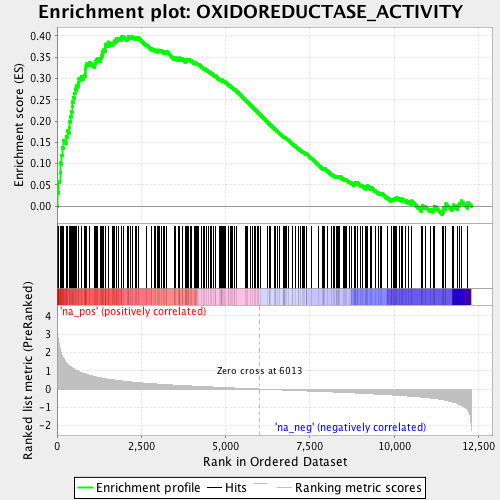 Enrichment plot: OXIDOREDUCTASE_ACTIVITY
Enrichment score (ES)
0.40
0.35
0.30
0.25
0.20
0.15
0.10
0.05
0.00
'na_pos' (positively correlated)
Ranked list metric (PreRanked)
4
3
2
1
0
-1
-2
Zero cross at 6013
'na_neg' (negatively correlated)
0
2,500
5,000
7,500
10,000
12,500
Rank in Ordered Dataset
Enrichment profile
Hits
Ranking metric scores